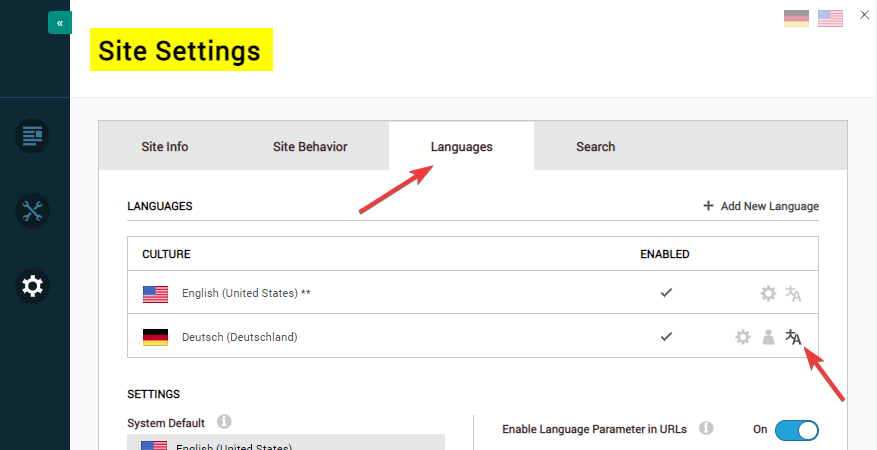 «
Site Settings
Site Info Site Behavior Languages Search
LANGUAGES + Add New Language
CULTURE ENABLED
English (United States) **
Deutsch (Deutschland)
SETTINGS
System Default
Enable Language Parameter in URLs On
English (United States)